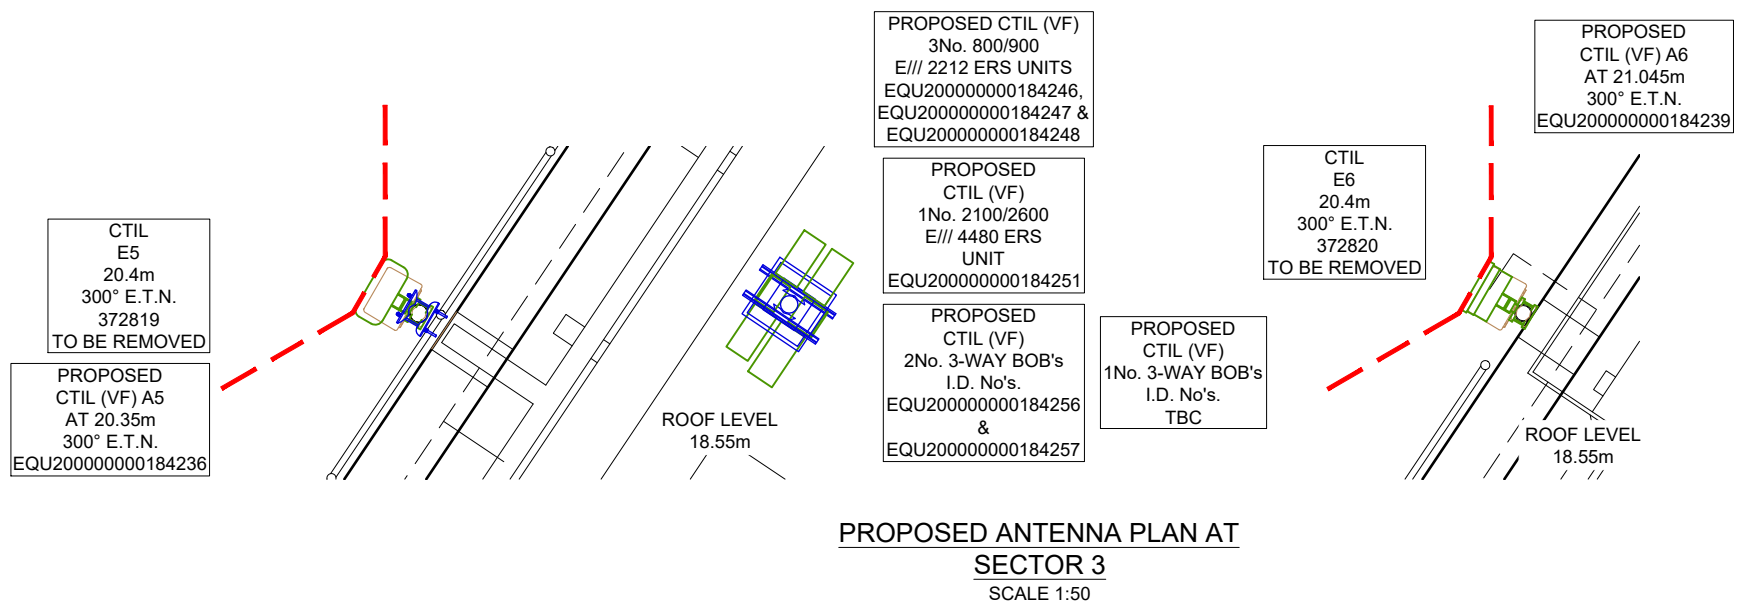 PROPOSED CTIL (VF)
3No. 800/900
E/// 2212 ERS UNITS
EQU200000000184246,
EQU200000000184247 &
EQU200000000184248
PROPOSED
CTIL (VF) A6
AT 21.045m
300° E.T.N.
EQU200000000184239
CTIL
E6
20.4m
300° E.T.N.
372820
TO BE REMOVED
PROPOSED
CTIL (VF)
1No. 2100/2600
E/// 4480 ERS
UNIT
EQU200000000184251
CTIL
E5
20.4m
300° E.T.N.
372819
TO BE REMOVED
PROPOSED
CTIL (VF)
2No. 3-WAY BOB's
I.D. No's.
EQU200000000184256
&
EQU200000000184257
PROPOSED
CTIL (VF)
1No. 3-WAY BOB's
I.D. No's.
TBC
PROPOSED
CTIL (VF) A5
AT 20.35m
300° E.T.N.
EQU200000000184236
ROOF LEVEL
18.55m
ROOF LEVEL
18.55m
PROPOSED ANTENNA PLAN AT
SECTOR 3
SCALE 1:50